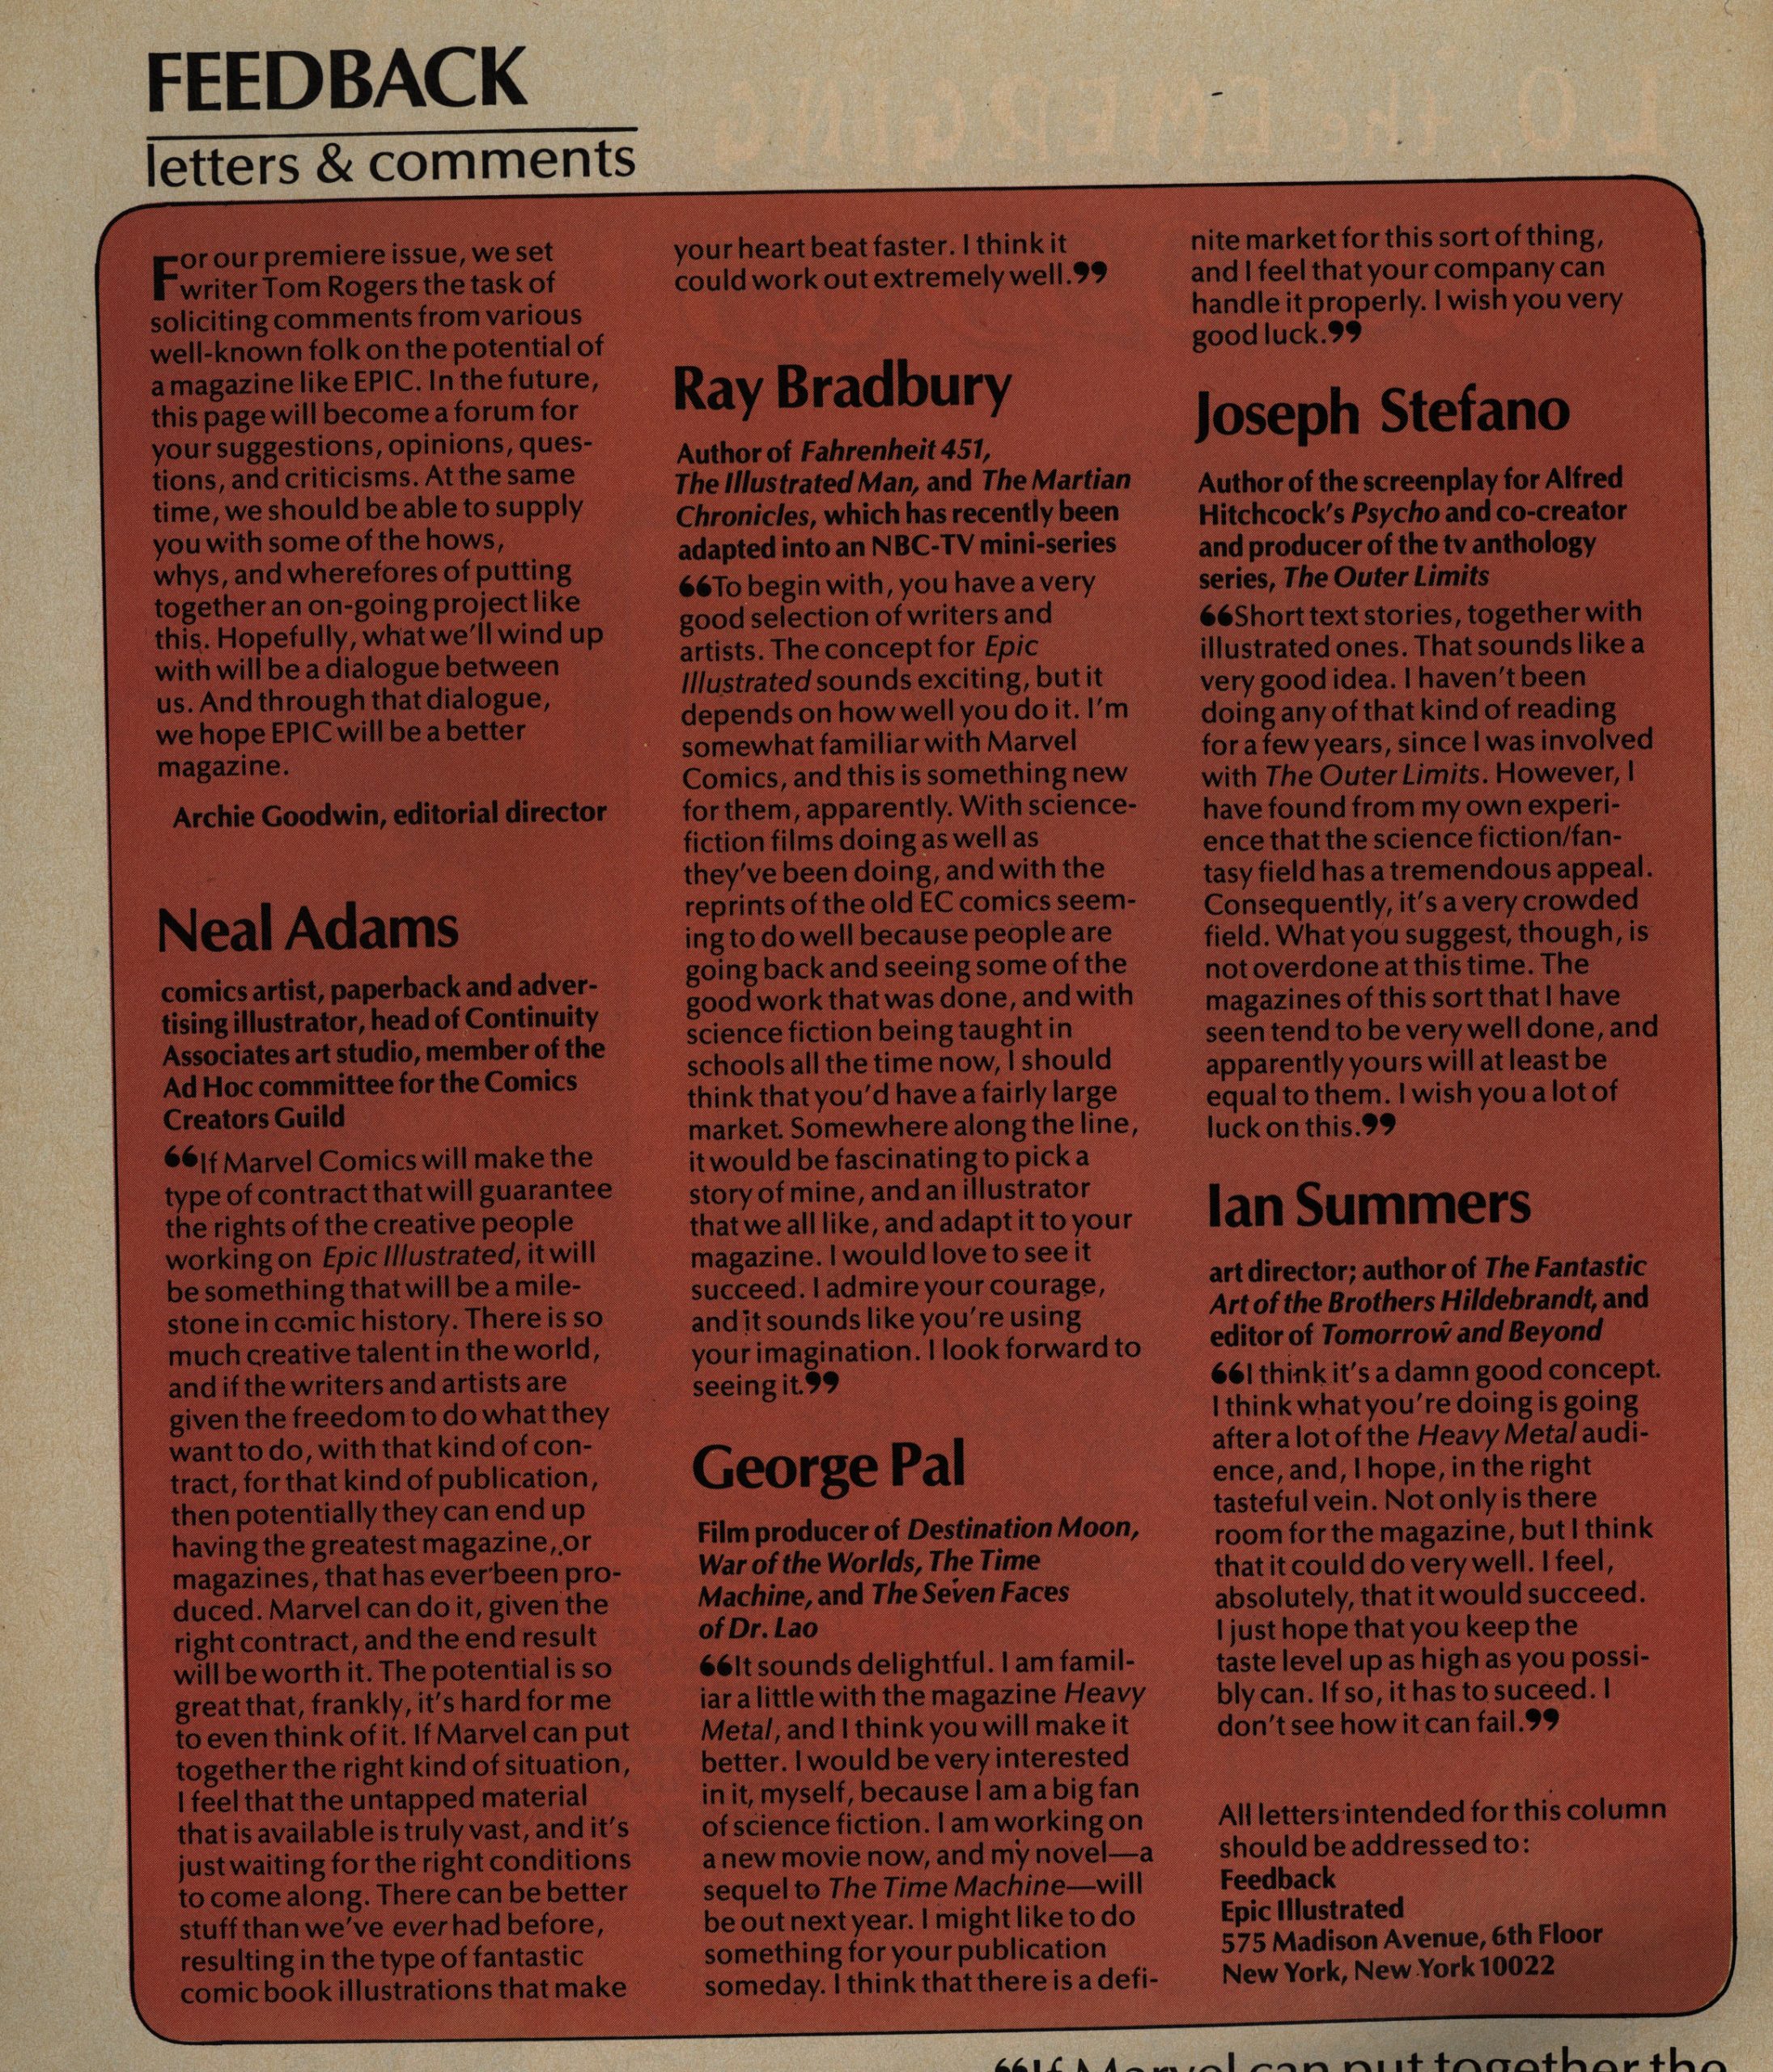 FEEDBACK
letters & comments
For our premiere issue, we set
writer Tom Rogers the task of
soliciting comments from various
well-known folk on the potential of
a magazine like EPIC. In the future,
this page will become a forum for
your suggestions, opinions, ques-
tions, and criticisms. At the same
time, we should be able to supply
you with some of the hows,
whys, and wherefores of putting
together an on-going project like
this. Hopefully, what we'll wind up
with will be a dialogue between
us. And through that dialogue,
we hope EPIC will be a better
magazine.
Archie Goodwin, editorial director
Neal Adams
comics artist, paperback and adver-
tising illustrator, head of Continuity
Associates art studio, member of the
Ad Hoc committee for the Comics
Creators Guild
“If Marvel Comics will make the
type of contract that will guarantee
the rights of the creative people
working on Epic Illustrated, it will
be something that will be a mile-
stone in comic history. There is so
much creative talent in the world,
and if the writers and artists are
given the freedom to do what they
want to do, with that kind of con-
tract, for that kind of publication,
then potentially they can end up
having the greatest magazine, or
magazines, that has ever been pro-
duced. Marvel can do it, given the
right contract, and the end result
will be worth it. The potential is so
great that, frankly, it's hard for me
to even think of it. If Marvel can put
together the right kind of situation,
I feel that the untapped material
that is available is truly vast, and it's
just waiting for the right conditions
to come along. There can be better
stuff than we've ever had before,
resulting in the type of fantastic
comic book illustrations that make
your heart beat faster. I think it
could work out extremely well.”
Ray Bradbury
Author of Fahrenheit 451,
The Illustrated Man, and The Martian
Chronicles, which has recently been
adapted into an NBC-TV mini-series
“To begin with, you have a very
good selection of writers and
artists. The concept for Epic
Illustrated sounds exciting, but it
depends on how well you do it. I'm
somewhat familiar with Marvel
Comics, and this is something new
for them, apparently. With science-
fiction films doing as well as
they've been doing, and with the
reprints of the old EC comics seem-
ing to do well because people are
going back and seeing some of the
good work that was done, and with
science fiction being taught in
schools all the time now, I should
think that you'd have a fairly large
market. Somewhere along the line,
it would be fascinating to pick a
story of mine, and an illustrator
that we all like, and adapt it to your
magazine. I would love to see it
succeed. I admire your courage,
and it sounds like you're using
your imagination. I look forward to
seeing it.”
George Pal
Film producer of Destination Moon,
War of the Worlds, The Time
Machine, and The Seven Faces
of Dr. Lao
“It sounds delightful. I am famil-
iar a little with the magazine Heavy
Metal, and I think you will make it
better. I would be very interested
in it, myself, because I am a big fan
of science fiction. I am working on
a new movie now, and my novel—a
sequel to The Time Machine—will
be out next year. I might like to do
something for your publication
someday. I think that there is a defi-
nite market for this sort of thing,
and I feel that your company can
handle it properly. I wish you very
good luck.”
Joseph Stefano
Author of the screenplay for Alfred
Hitchcock's Psycho and co-creator
and producer of the tv anthology
series, The Outer Limits
“Short text stories, together with
illustrated ones. That sounds like a
very good idea. I haven't been
doing any of that kind of reading
for a few years, since I was involved
with The Outer Limits. However, I
have found from my own experi-
ence that the science fiction/fan-
tasy field has a tremendous appeal.
Consequently, it's a very crowded
field. What you suggest, though, is
not overdone at this time. The
magazines of this sort that I have
seen tend to be very well done, and
apparently yours will at least be
equal to them. I wish you a lot of
luck on this.”
Ian Summers
art director; author of The Fantastic
Art of the Brothers Hildebrandt, and
editor of Tomorrow and Beyond
“I think it's a damn good concept.
I think what you're doing is going
after a lot of the Heavy Metal audi-
ence, and, I hope, in the right
tasteful vein. Not only is there
room for the magazine, but I think
that it could do very well. I feel,
absolutely, that it would succeed.
I just hope that you keep the
taste level up as high as you possi-
bly can. If so, it has to suceed. I
don't see how it can fail.”
All letters intended for this column
should be addressed to:
Feedback
Epic Illustrated
575 Madison Avenue, 6th Floor
New York, New York 10022
“If Marvel can put together the